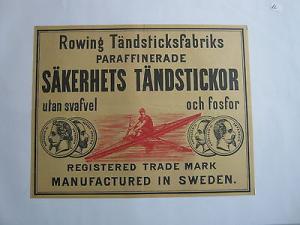 Rowing Tändsticksfabriks
PARAFFINERADE
SÄKERHETS TÄNDSTICKOR
utan svafvel och fosfor
REGISTERED TRADE MARK
MANUFACTURED IN SWEDEN.